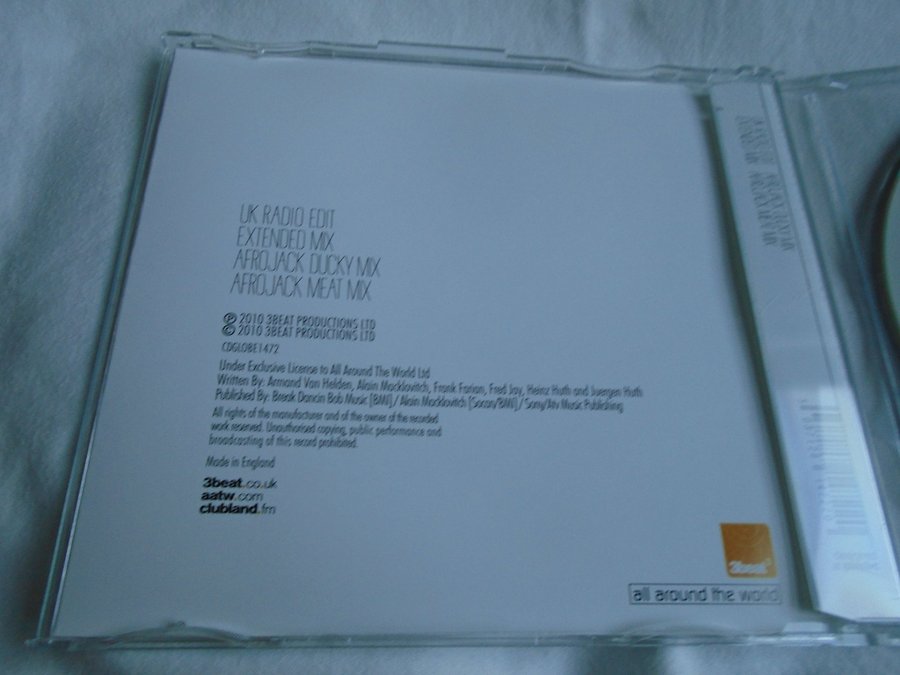 UK RADIO EDIT
EXTENDED MIX
AFROJACK DUCKY MIX
AFROJACK MEAT MIX
℗ 2010 3BEAT PRODUCTIONS LTD
© 2010 3BEAT PRODUCTIONS LTD
CDGLOBE1472
Under Exclusive License to All Around The World Ltd
Written By: Armand Van Helden, Alain Macklovitch, Frank Farian, Fred Jay, Heinz Huth and Juergen Huth
Published By: Break Dancin Bob Music [BMI] / Alain Macklovitch [Socan/BMI] / Sony/Atv Music Publishing
All rights of the manufacturer and of the owner of the recorded
work reserved. Unauthorised copying, public performance and
broadcasting of this record prohibited.
Made in England
3beat.co.uk
aatw.com
clubland.fm
3beat
all around the world